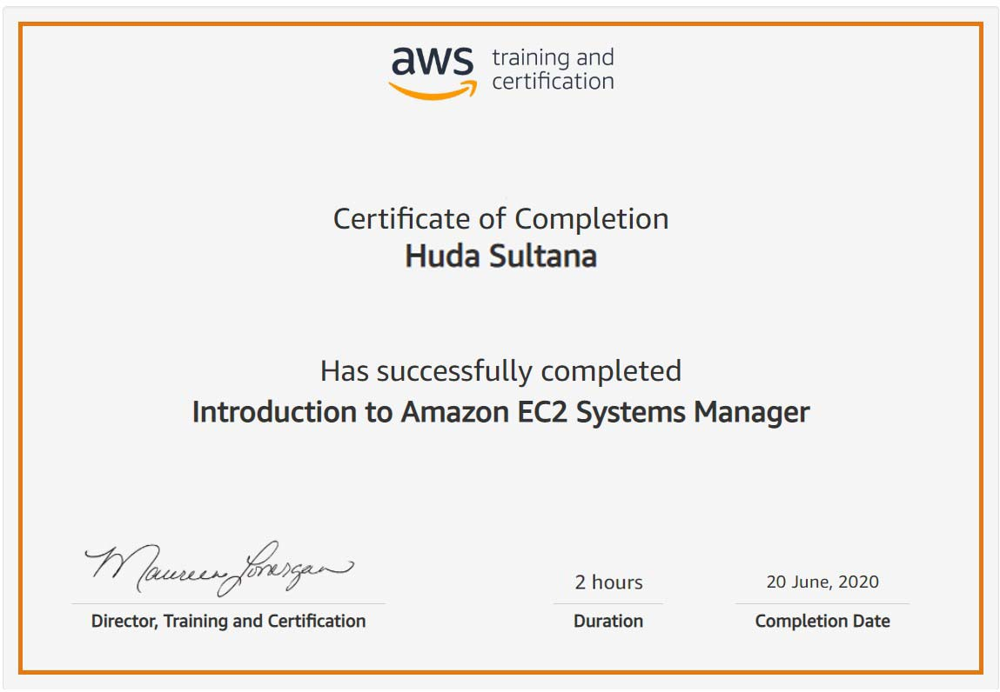 aws training and
certification
Certificate of Completion
Huda Sultana
Has successfully completed
Introduction to Amazon EC2 Systems Manager
Maureen Lonergan
2 hours
20 June, 2020
Director, Training and Certification
Duration
Completion Date